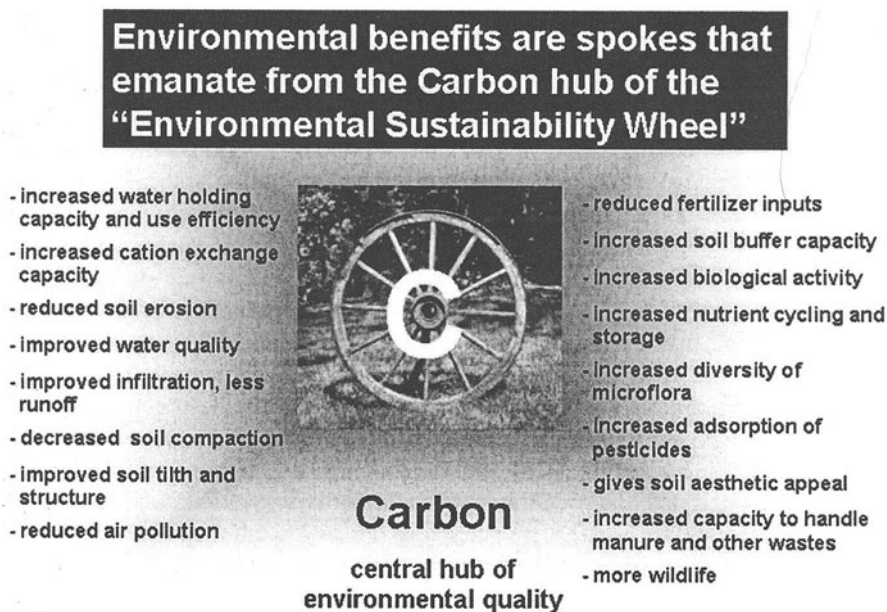 Environmental benefits are spokes that
emanate from the Carbon hub of the
“Environmental Sustainability Wheel”
- increased water holding
capacity and use efficiency
- increased cation exchange
capacity
- reduced soil erosion
- improved water quality
- improved infiltration, less
runoff
- decreased soil compaction
- improved soil tilth and
structure
- reduced air pollution
C
Carbon
central hub of
environmental quality
- reduced fertilizer inputs
- increased soil buffer capacity
- increased biological activity
- increased nutrient cycling and
storage
- increased diversity of
microflora
- increased adsorption of
pesticides
- gives soil aesthetic appeal
- increased capacity to handle
manure and other wastes
- more wildlife